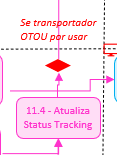 Se transportador
OTOU por usar
11.4 - Atualiza
Status Tracking